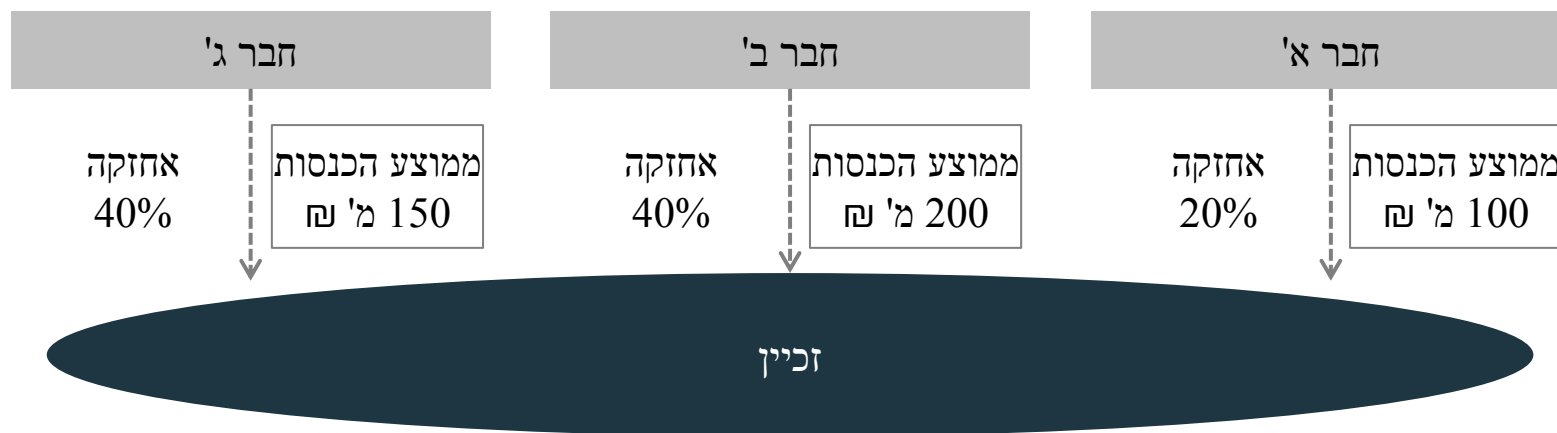 חבר א'
ממוצע הכנסות
100 מ' ₪
אחזקה
20%
חבר ב'
ממוצע הכנסות
200 מ' ₪
אחזקה
40%
חבר ג'
ממוצע הכנסות
150 מ' ₪
אחזקה
40%
זכיין